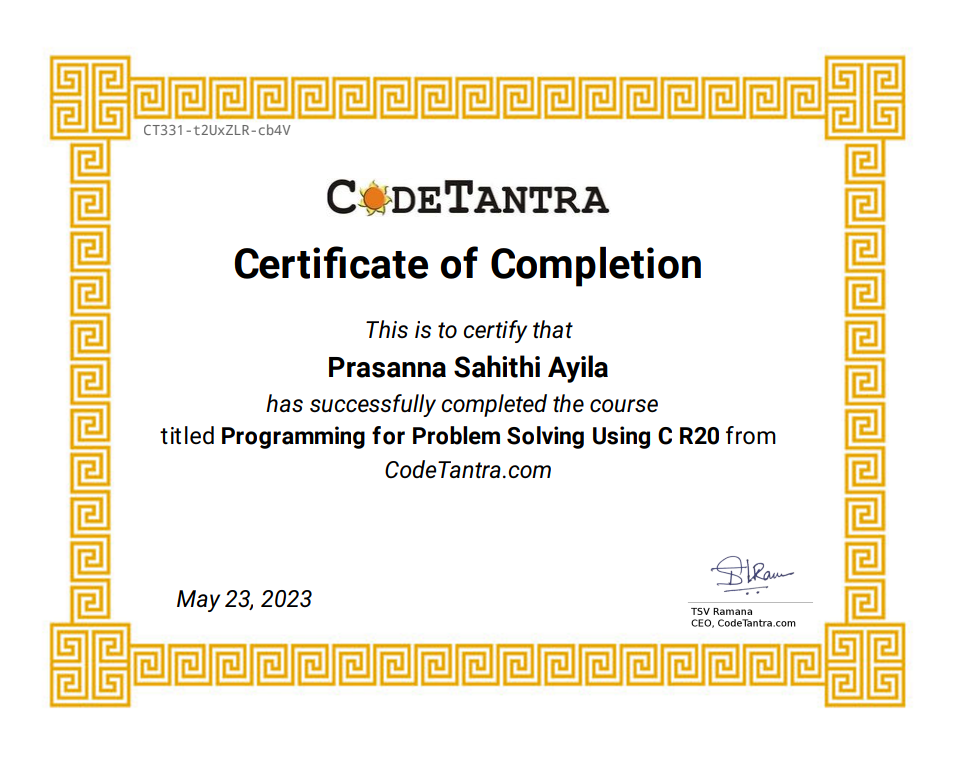 CT331-t2UxZLR-cb4V
CODETANTRA
Certificate of Completion
This is to certify that
Prasanna Sahithi Ayila
has successfully completed the course
titled Programming for Problem Solving Using C R20 from
CodeTantra.com
May 23, 2023
TSV Ramana
CEO, CodeTantra.com